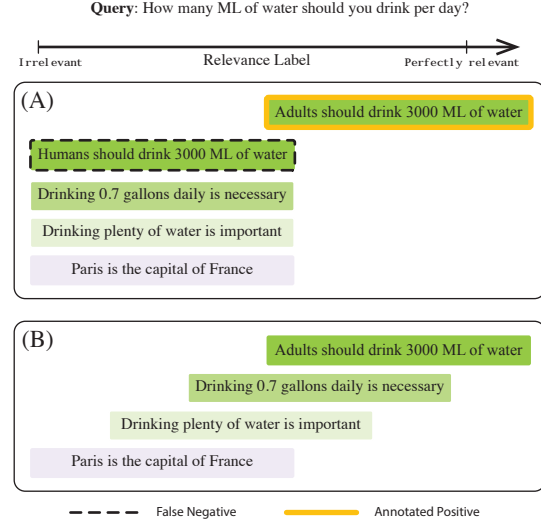 Query: How many ML of water should you drink per day?
Irrelevant
Relevance Label
Perfectly relevant
(A)
Adults should drink 3000 ML of water
Humans should drink 3000 ML of water
Drinking 0.7 gallons daily is necessary
Drinking plenty of water is important
Paris is the capital of France
(B)
Adults should drink 3000 ML of water
Drinking 0.7 gallons daily is necessary
Drinking plenty of water is important
Paris is the capital of France
False Negative
Annotated Positive